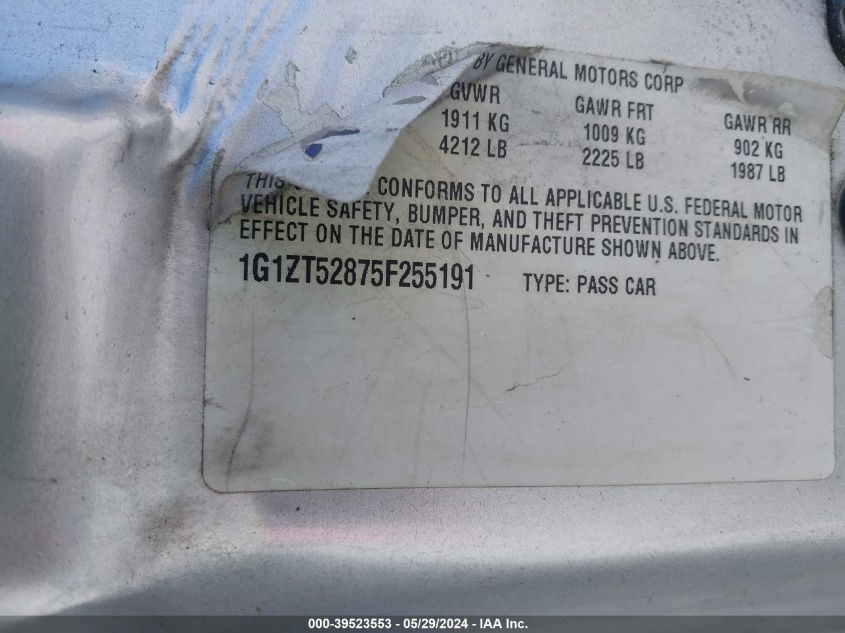 BY GENERAL MOTORS CORP
GVWR GAWR FRT GAWR RR
1911 KG 1009 KG 902 KG
4212 LB 2225 LB 1987 LB
THIS CONFORMS TO ALL APPLICABLE U.S. FEDERAL MOTOR
VEHICLE SAFETY, BUMPER, AND THEFT PREVENTION STANDARDS IN
EFFECT ON THE DATE OF MANUFACTURE SHOWN ABOVE.
1G1ZT52875F255191 TYPE: PASS CAR
000-39523553 - 05/29/2024 - IAA Inc.